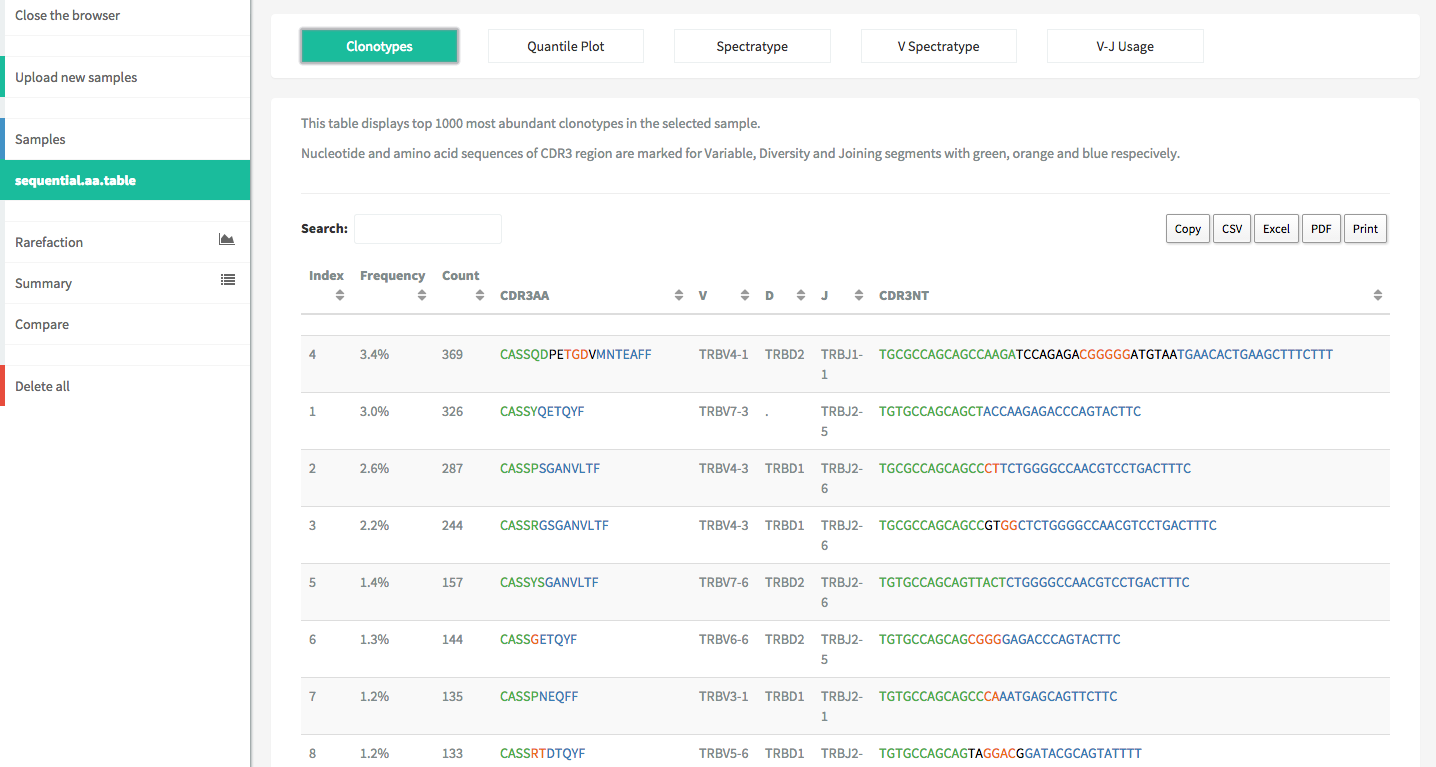 Close the browser
Upload new samples
Samples
sequential.aa.table
Rarefaction
Summary
Compare
Delete all
Clonotypes Quantile Plot Spectratype V Spectratype V-J Usage
This table displays top 1000 most abundant clonotypes in the selected sample.
Nucleotide and amino acid sequences of CDR3 region are marked for Variable, Diversity and Joining segments with green, orange and blue respecively.
Search: Copy CSV Excel PDF Print
Index Frequency Count CDR3AA V D J CDR3NT
4 3.4% 369 CASSQDPETGDVMNTEAFF TRBV4-1 TRBD2 TRBJ1- TGCGCCAGCAGCCAAGATCCAGAGACGGGGGATGTAATGAACACTGAAGCTTTCTTT
1
1 3.0% 326 CASSYQETQYF TRBV7-3 . TRBJ2- TGTGCCAGCAGCTACCAAGAGACCCAGTACTTC
5
2 2.6% 287 CASSPSGANVLTF TRBV4-3 TRBD1 TRBJ2- TGCGCCAGCAGCCCTTCTGGGGCCAACGTCCTGACTTTC
6
3 2.2% 244 CASSRGSGANVLTF TRBV4-3 TRBD1 TRBJ2- TGCGCCAGCAGCCGTGGCTCTGGGGCCAACGTCCTGACTTTC
6
5 1.4% 157 CASSYSGANVLTF TRBV7-6 TRBD2 TRBJ2- TGTGCCAGCAGTTACTCTGGGGCCAACGTCCTGACTTTC
6
6 1.3% 144 CASSGETQYF TRBV6-6 TRBD2 TRBJ2- TGTGCCAGCAGCGGGGAGACCCAGTACTTC
5
7 1.2% 135 CASSPNEQFF TRBV3-1 TRBD1 TRBJ2- TGTGCCAGCAGCCCAAATGAGCAGTTCTTC
1
8 1.2% 133 CASSRTDTQYF TRBV5-6 TRBD1 TRBJ2- TGTGCCAGCAGTAGGACGGATACGCAGTATTTT